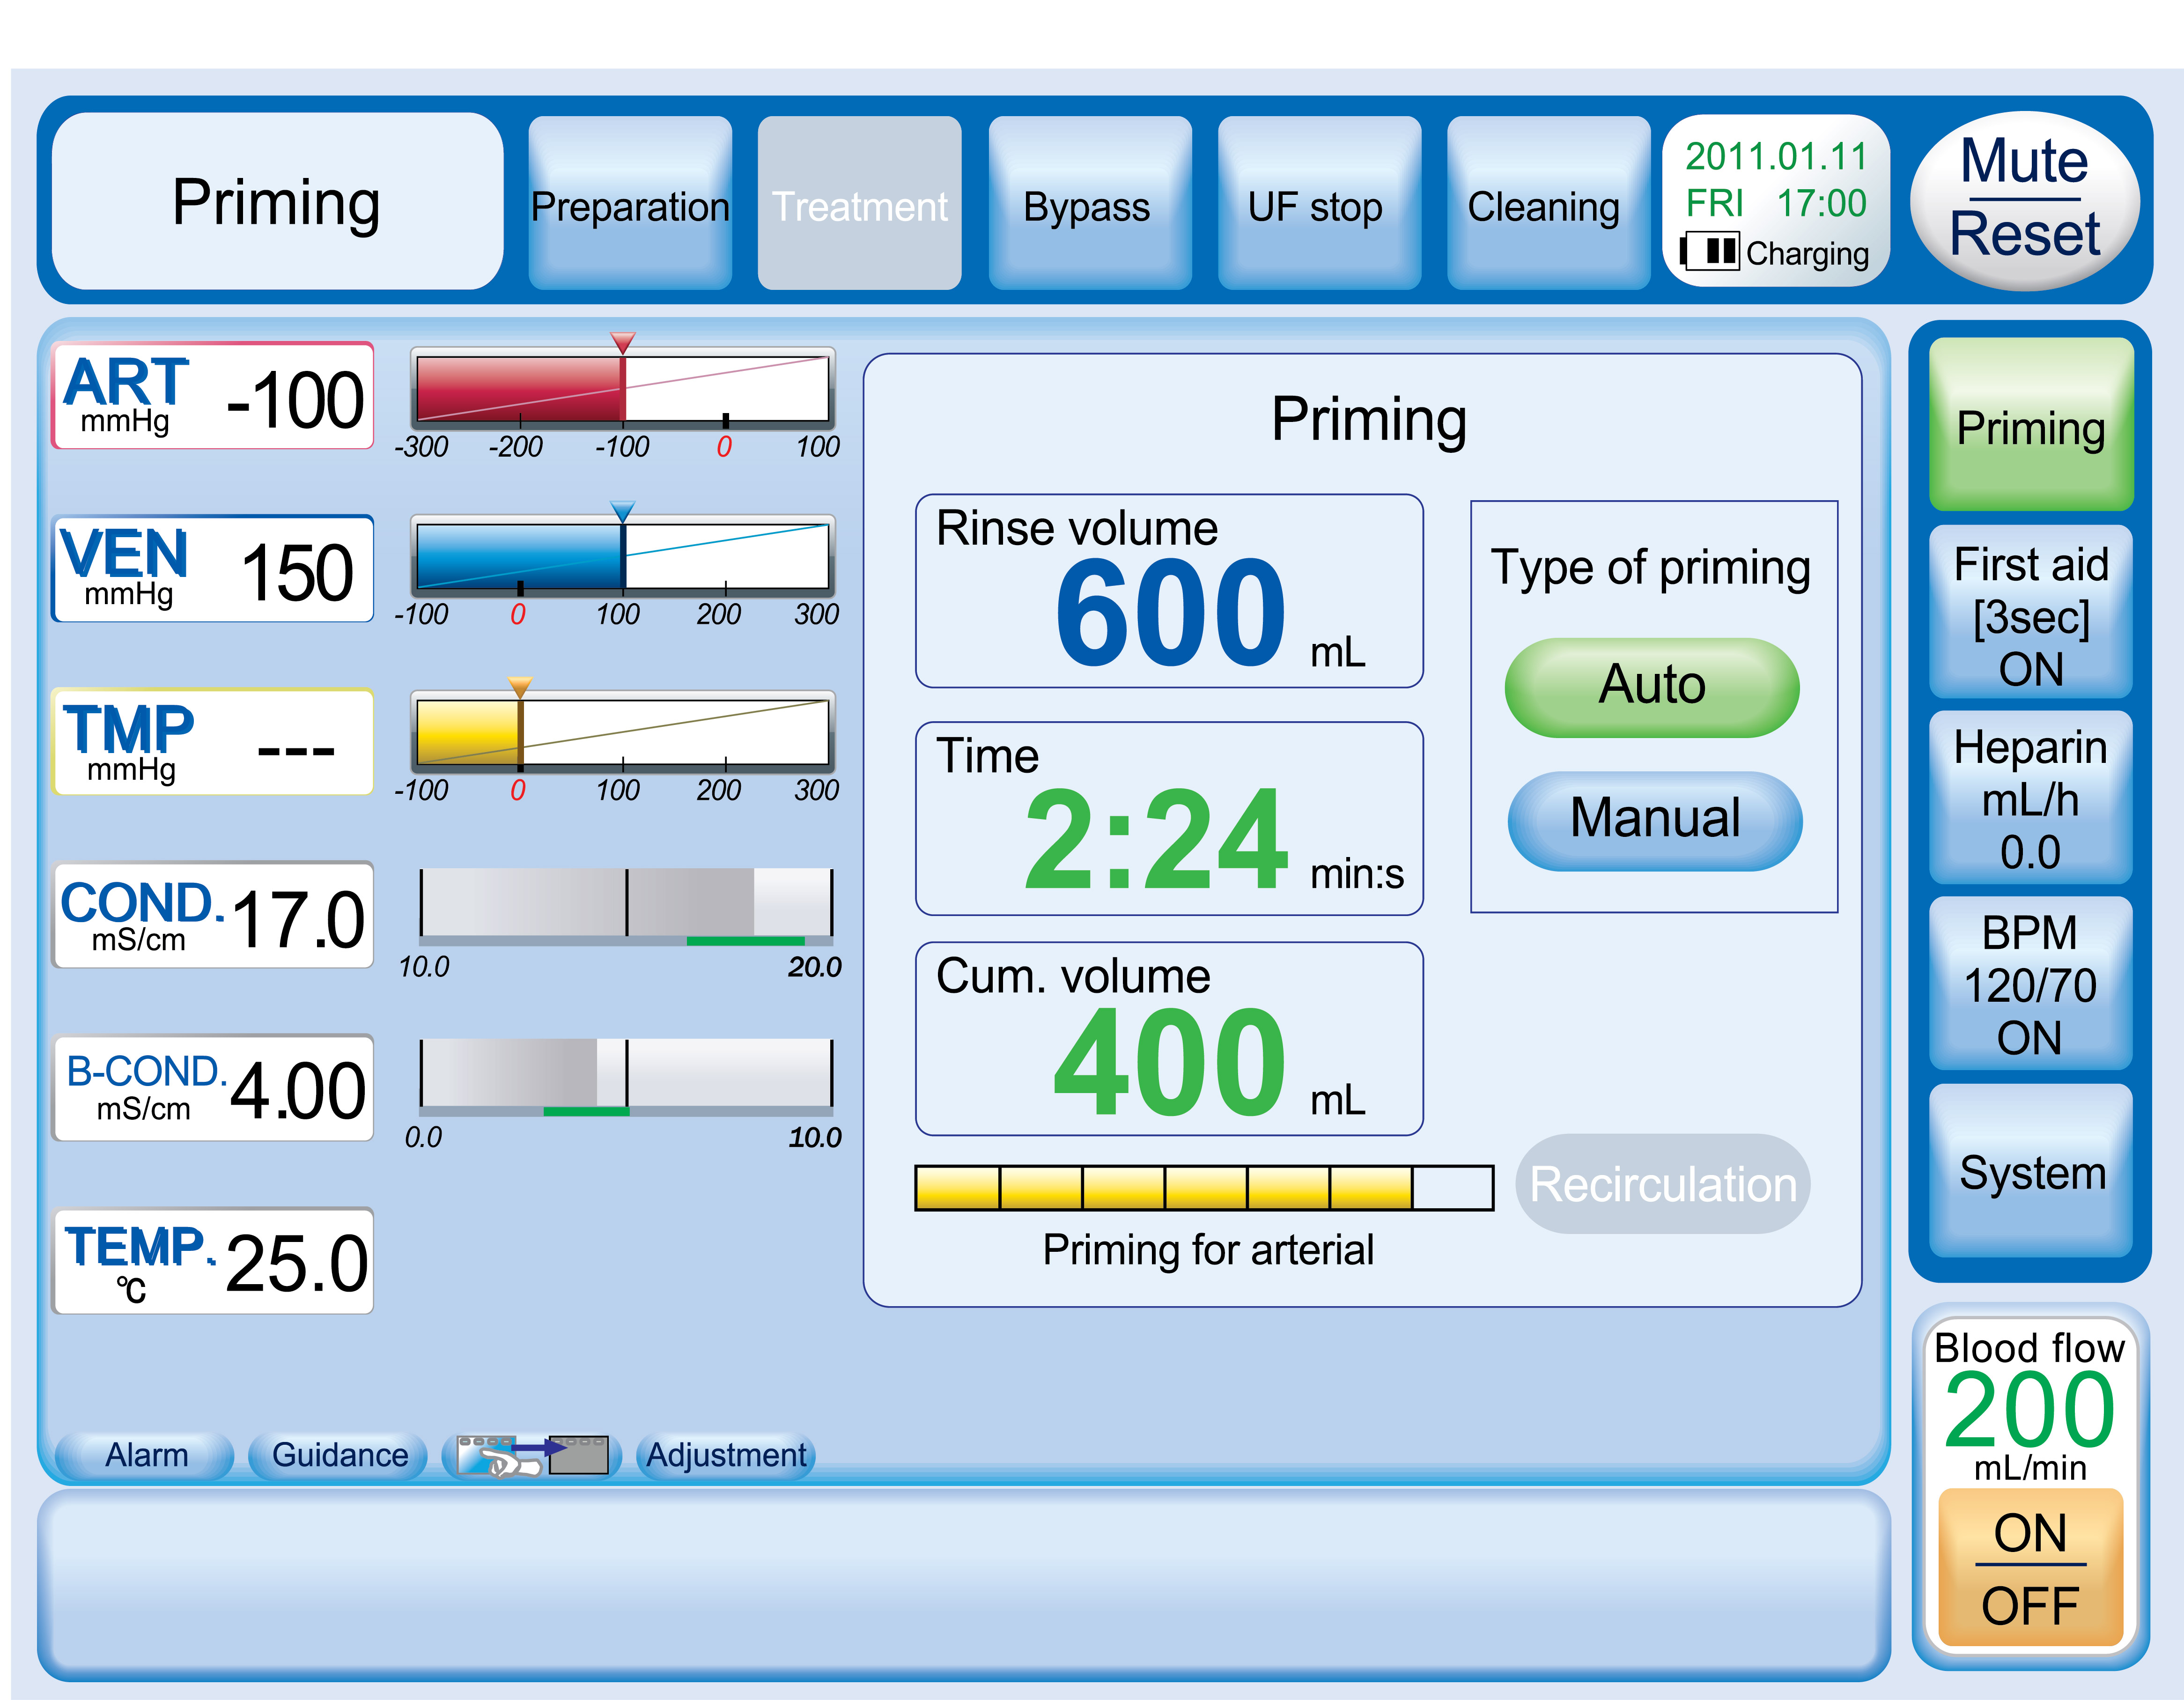 Priming
Preparation
Treatment
Bypass
UF stop
Cleaning
2011.01.11
FRI 17:00
Charging
Mute
Reset
ART
mmHg
-100
-300 -200 -100 0 100
VEN
mmHg
150
-100 0 100 200 300
TMP
mmHg
---
-100 0 100 200 300
COND.
mS/cm
17.0
10.0 20.0
B-COND.
mS/cm
4.00
0.0 10.0
TEMP.
℃
25.0
Priming
Rinse volume
600 mL
Time
2:24 min:s
Cum. volume
400 mL
Priming for arterial
Type of priming
Auto
Manual
Recirculation
Priming
First aid
[3sec]
ON
Heparin
mL/h
0.0
BPM
120/70
ON
System
Blood flow
200
mL/min
ON
OFF
Alarm
Guidance
Adjustment